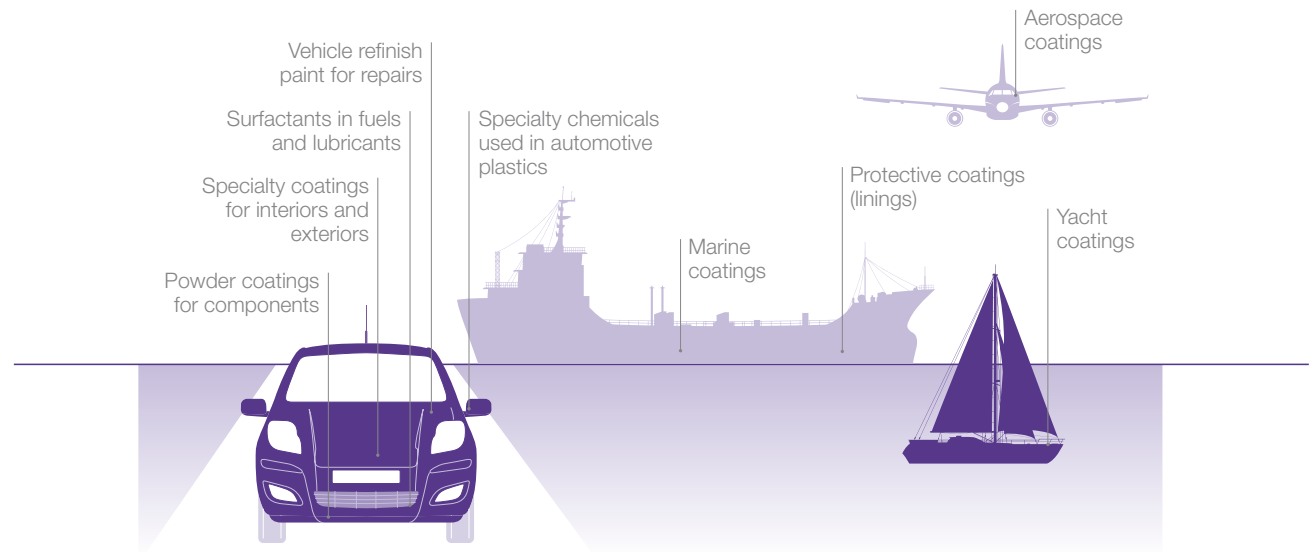 Vehicle refinish
paint for repairs
Surfactants in fuels
and lubricants
Specialty coatings
for interiors and
exteriors
Powder coatings
for components
Specialty chemicals
used in automotive
plastics
Marine
coatings
Protective coatings
(linings)
Aerospace
coatings
Yacht
coatings